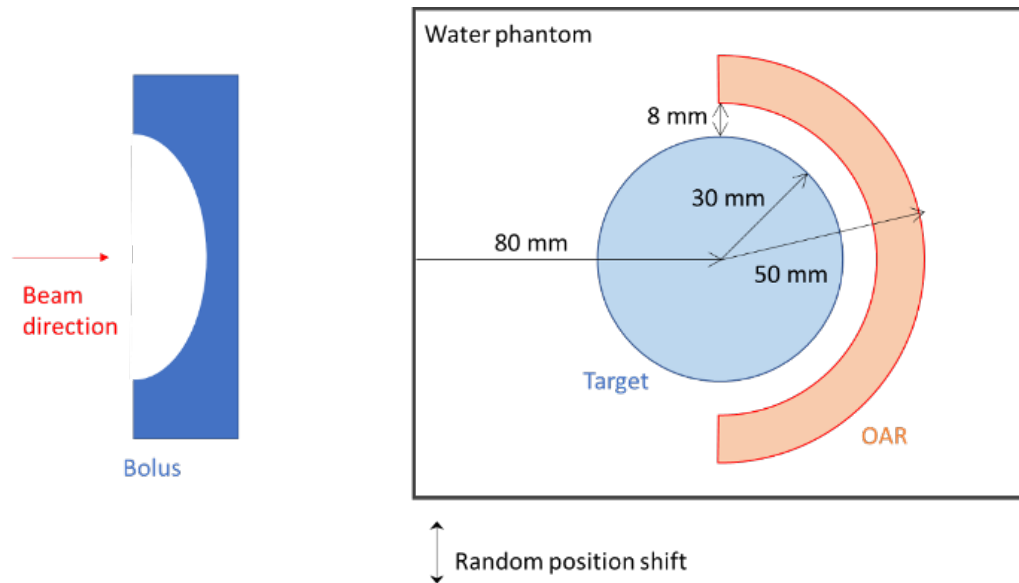 Water phantom
8 mm
30 mm
80 mm
50 mm
Beam
direction
Target
OAR
Bolus
Random position shift